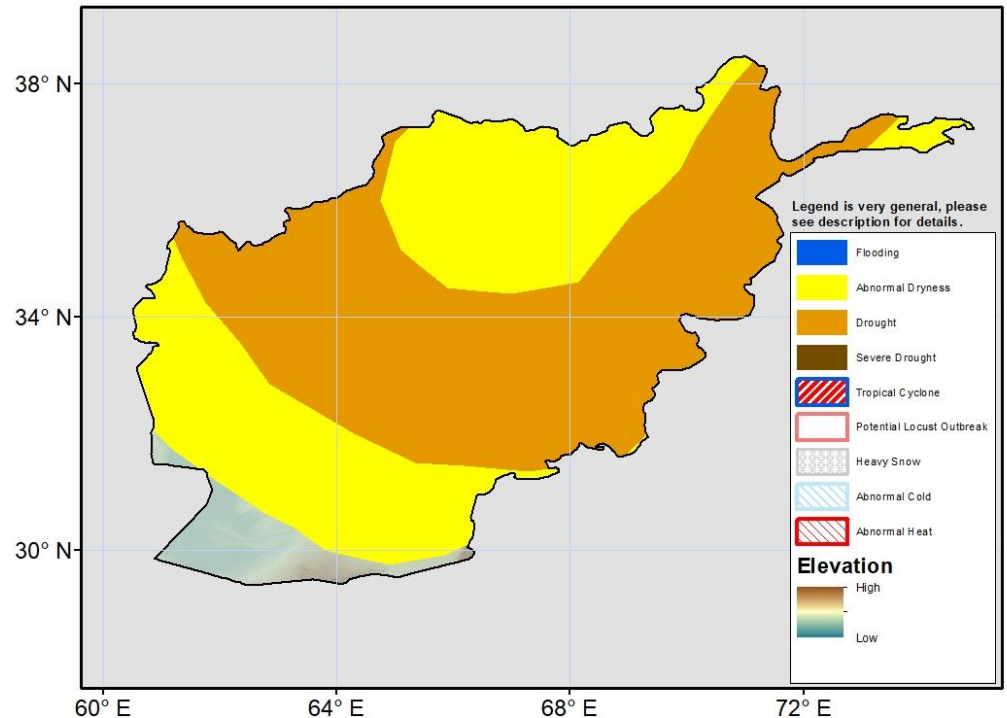 38° N
34° N
30° N
60° E
64° E
68° E
72° E
Legend is very general, please
see description for details.
Flooding
Abnormal Dryness
Drought
Severe Drought
Tropical Cyclone
Potential Locust Outbreak
Heavy Snow
Abnormal Cold
Abnormal Heat
Elevation
High
Low